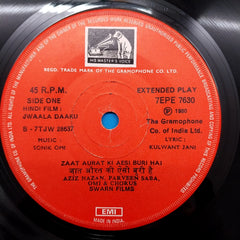 HIS MASTER'S VOICE
REGD. TRADE MARK OF THE GRAMOPHONE CO. LTD.
45 R.P.M. EXTENDED PLAY
SIDE ONE 7EPE 7630
HINDI FILM: ℗ 1980
JWAALA DAAKU The Gramophone
B - 7TJW 28637 Co. of India Ltd.
MUSIC : LYRIC :
SONIK OMI KULWANT JANI
ZAAT AURAT KI AESI BURI HAI
जात औरत की ऐसी बुरी है
AZIZ NAZAN, PARVEEN SABA,
OMI & CHORUS
SWARN FILMS
EMI
MADE IN INDIA